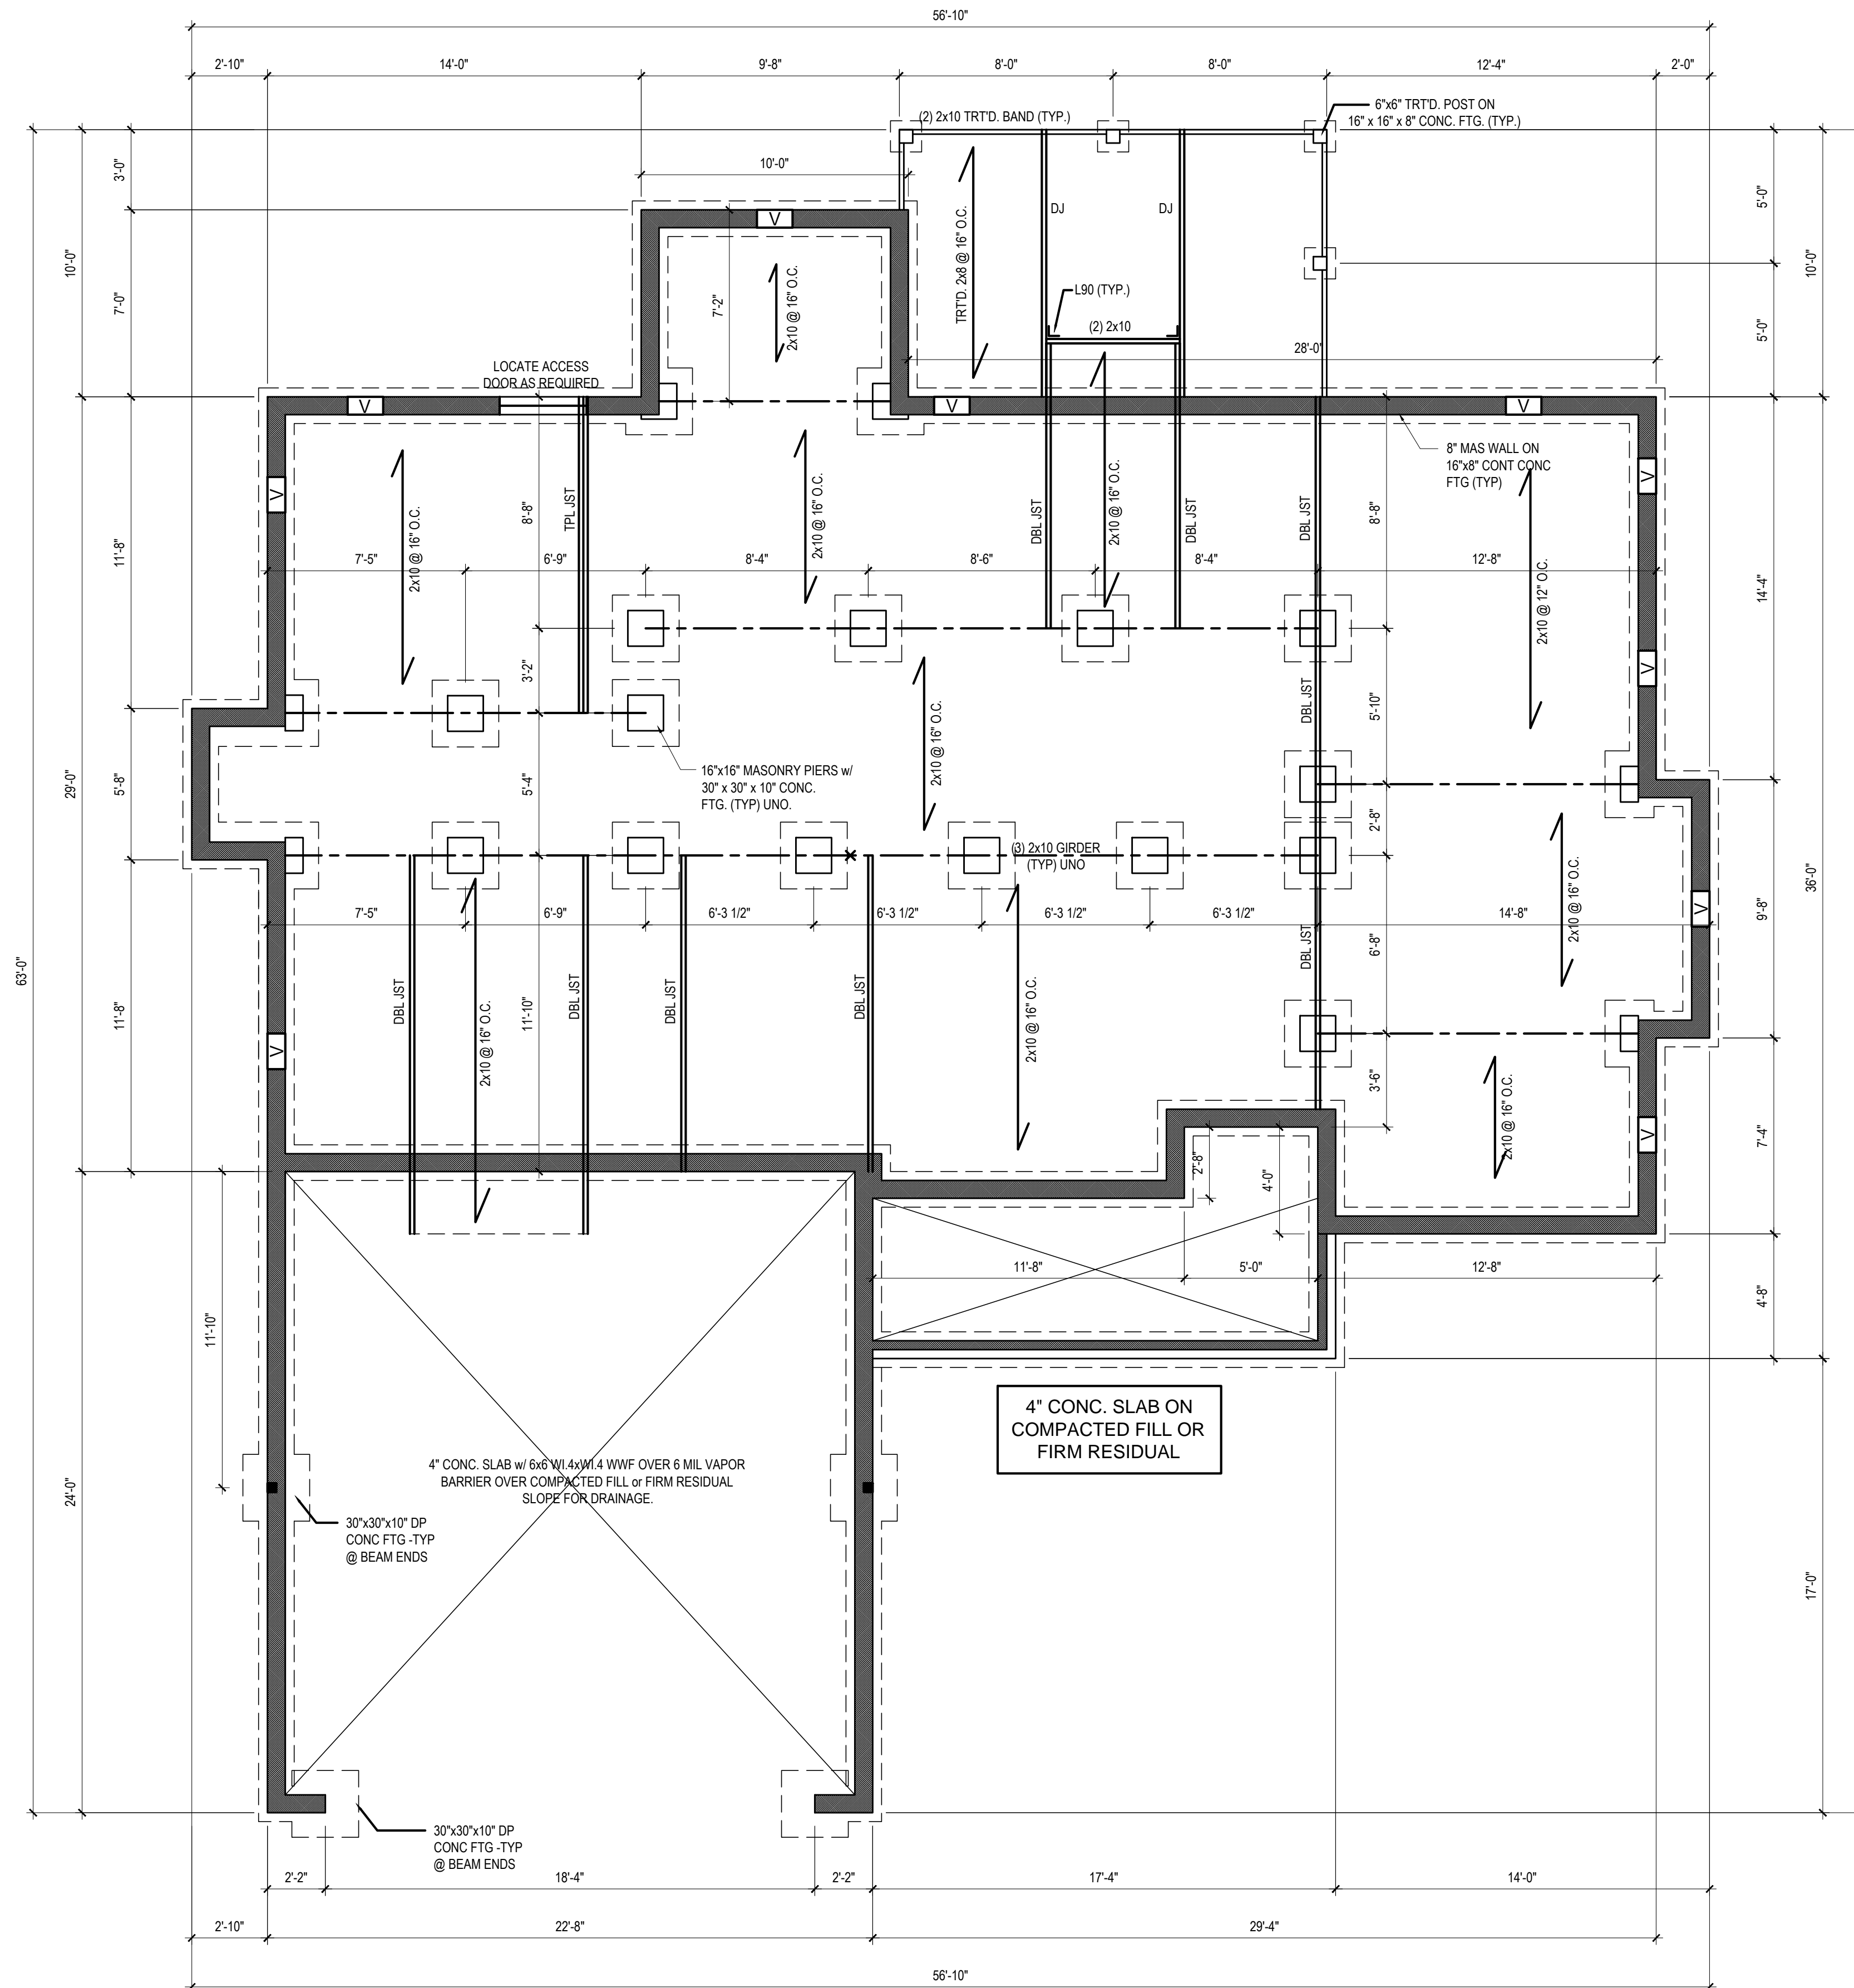 56'-10"
2'-10"
14'-0"
9'-8"
8'-0"
8'-0"
12'-4"
2'-0"
(2) 2x10 TRT'D. BAND (TYP.)
6"x6" TRT'D. POST ON
16" x 16" x 8" CONC. FTG. (TYP.)
3'-0"
10'-0"
5'-0"
TRT'D. 2x8 @ 16" O.C.
DJ
DJ
V
10'-0"
7'-0"
10'-0"
7'-2"
2x10 @ 16" O.C.
L90 (TYP.)
(2) 2x10
28'-0"
5'-0"
LOCATE ACCESS
DOOR AS REQUIRED
V
V
V
8" MAS WALL ON
16"x8" CONT CONC
FTG (TYP)
V
V
8'-8"
TPL JST
2x10 @ 16" O.C.
2x10 @ 16" O.C.
DBL JST
2x10 @ 16" O.C.
DBL JST
DBL JST
8'-8"
11'-8"
7'-5"
6'-9"
8'-4"
8'-6"
8'-4"
12'-8"
2x10 @ 12" O.C.
14'-4"
3'-2"
V
DBL JST
5'-10"
2x10 @ 16" O.C.
16"x16" MASONRY PIERS w/
30" x 30" x 10" CONC.
FTG. (TYP) UNO.
29'-0"
5'-8"
5'-4"
2'-8"
(3) 2x10 GIRDER
(TYP) UNO
2x10 @ 16" O.C.
V
9'-8"
36'-0"
7'-5"
6'-9"
6'-3 1/2"
6'-3 1/2"
6'-3 1/2"
6'-3 1/2"
14'-8"
63'-0"
11'-8"
DBL JST
2x10 @ 16" O.C.
11'-10"
DBL JST
DBL JST
DBL JST
2x10 @ 16" O.C.
DBL JST
6'-8"
V
3'-6"
2x10 @ 16" O.C.
V
7'-4"
2'-8"
4'-0"
11'-8"
5'-0"
12'-8"
4'-8"
11'-10"
4" CONC. SLAB ON
COMPACTED FILL OR
FIRM RESIDUAL
4" CONC. SLAB w/ 6x6 WI.4xWI.4 WWF OVER 6 MIL VAPOR
BARRIER OVER COMPACTED FILL or FIRM RESIDUAL
SLOPE FOR DRAINAGE.
24'-0"
17'-0"
30"x30"x10" DP
CONC FTG -TYP
@ BEAM ENDS
30"x30"x10" DP
CONC FTG -TYP
@ BEAM ENDS
2'-2"
18'-4"
2'-2"
17'-4"
14'-0"
2'-10"
22'-8"
29'-4"
56'-10"